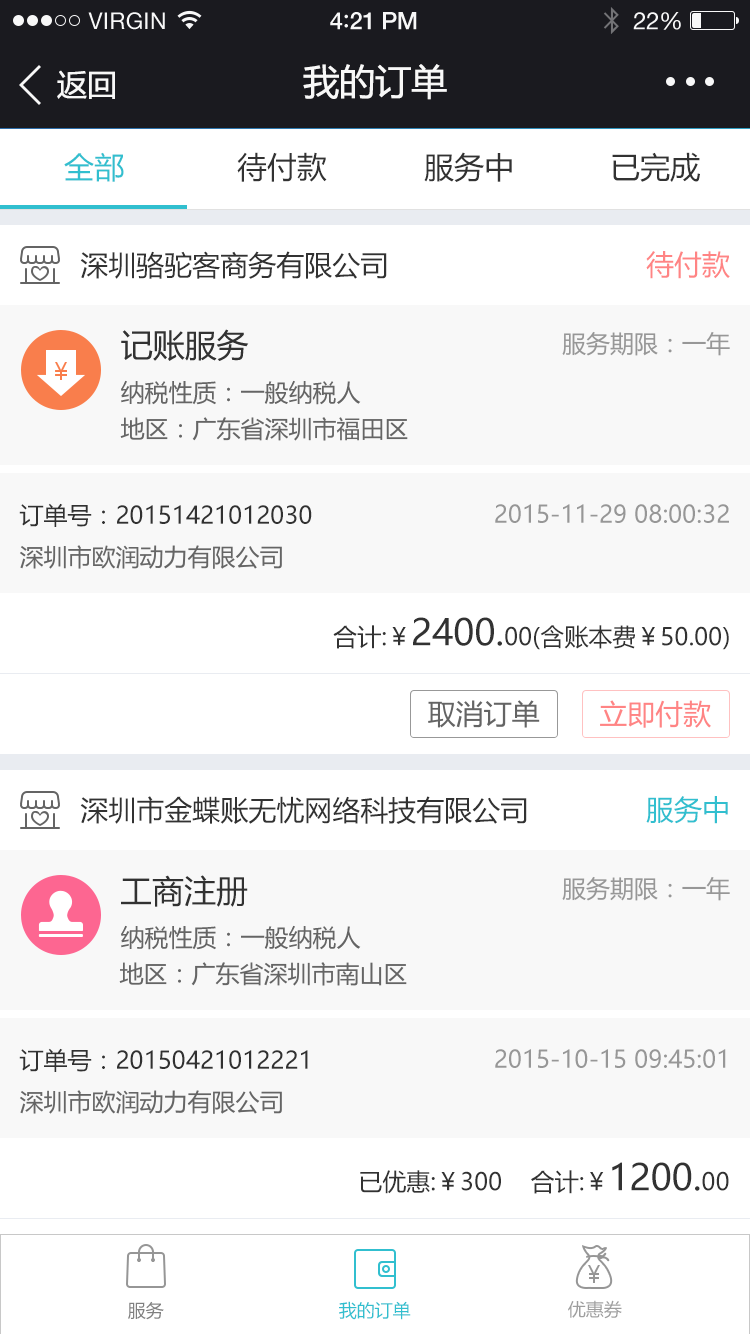 VIRGIN 4:21 PM 22%
返回 我的订单
全部 待付款 服务中 已完成
深圳骆驼客商务有限公司 待付款
记账服务 服务期限：一年
纳税性质：一般纳税人
地区：广东省深圳市福田区
订单号：20151421012030 2015-11-29 08:00:32
深圳市欧润动力有限公司
合计:¥2400.00(含账本费¥50.00)
取消订单 立即付款
深圳市金蝶账无忧网络科技有限公司 服务中
工商注册 服务期限：一年
纳税性质：一般纳税人
地区：广东省深圳市南山区
订单号：20150421012221 2015-10-15 09:45:01
深圳市欧润动力有限公司
已优惠:¥300 合计:¥1200.00
服务 我的订单 优惠券